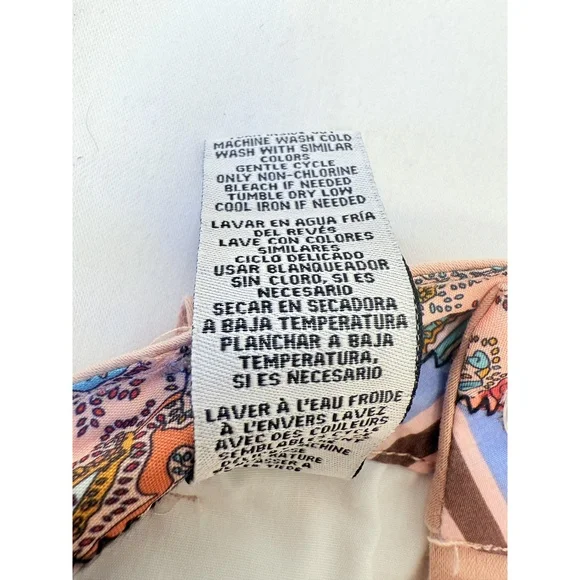 MACHINE WASH COLD
WASH WITH SIMILAR
COLORS
GENTLE CYCLE
ONLY NON-CHLORINE
BLEACH IF NEEDED
TUMBLE DRY LOW
COOL IRON IF NEEDED
LAVAR EN AGUA FRÍA
DEL REVÉS
LAVE CON COLORES
SIMILARES
CICLO DELICADO
USAR BLANQUEADOR
SIN CLORO, SI ES
NECESARIO
SECAR EN SECADORA
A BAJA TEMPERATURA
PLANCHAR A BAJA
TEMPERATURA,
SI ES NECESARIO
LAVER À L'EAU FROIDE
À L'ENVERS LAVEZ
AVEC DES COULEURS